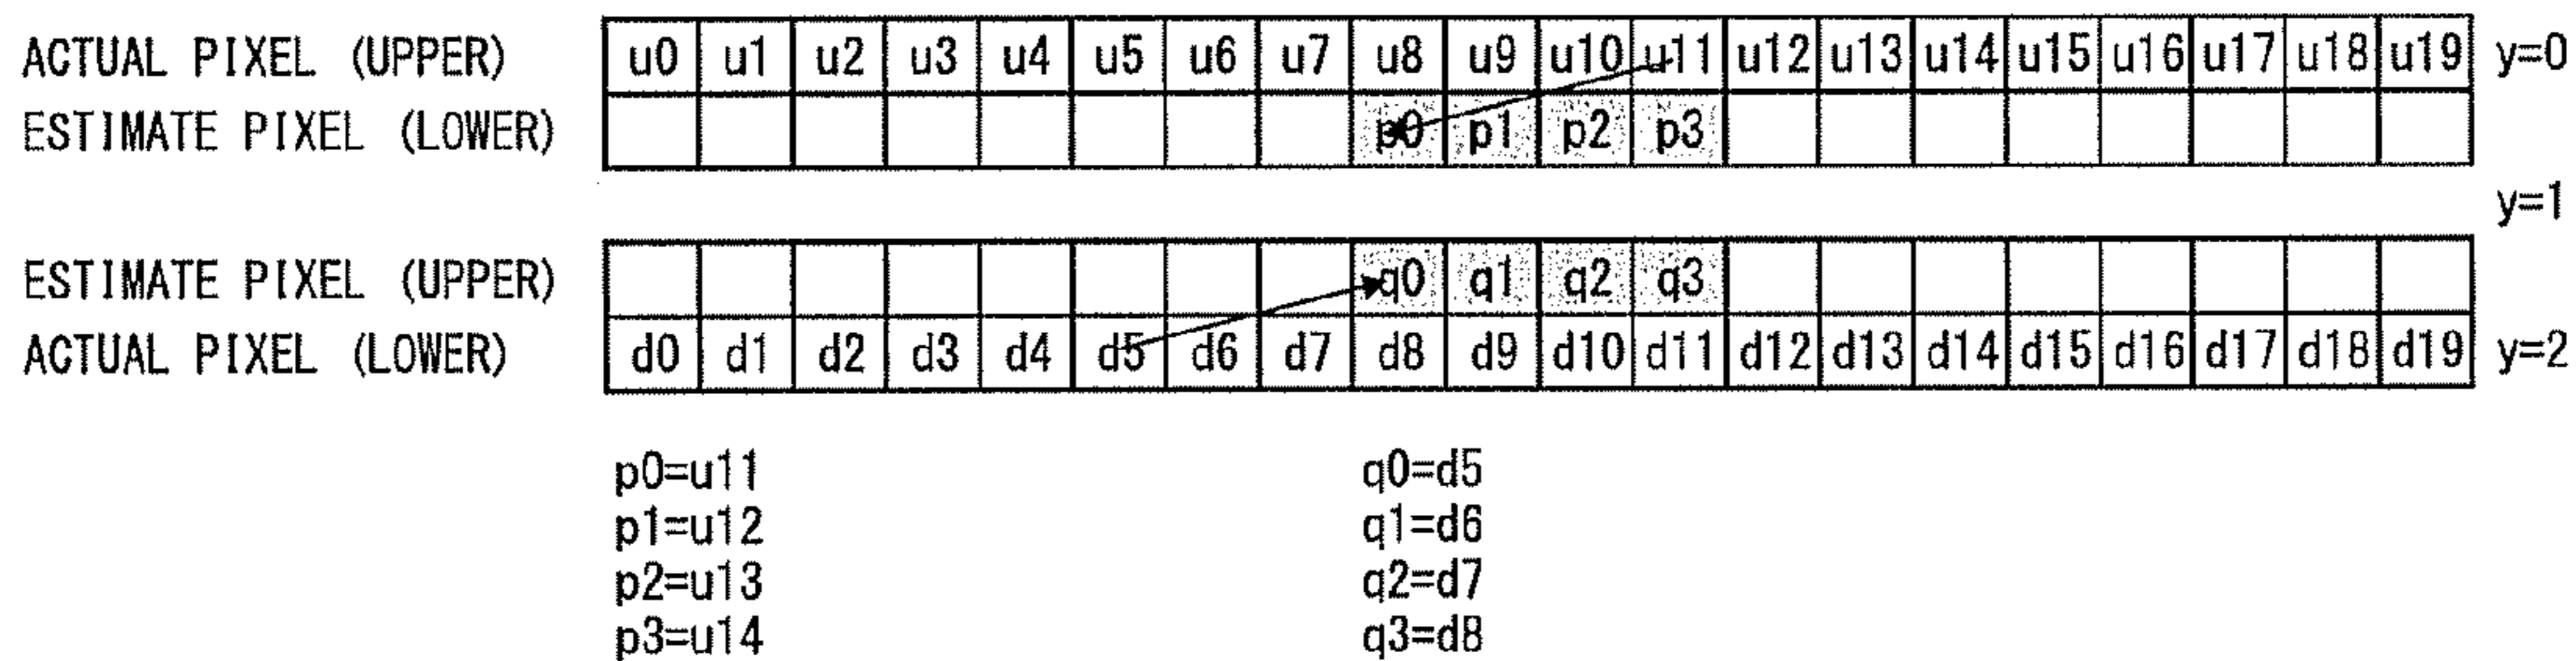 ACTUAL PIXEL (UPPER) u0 u1 u2 u3 u4 u5 u6 u7 u8 u9 u10 u11 u12 u13 u14 u15 u16 u17 u18 u19 y=0
ESTIMATE PIXEL (LOWER) p0 p1 p2 p3
y=1
ESTIMATE PIXEL (UPPER) q0 q1 q2 q3
ACTUAL PIXEL (LOWER) d0 d1 d2 d3 d4 d5 d6 d7 d8 d9 d10 d11 d12 d13 d14 d15 d16 d17 d18 d19 y=2
p0=u11 q0=d5
p1=u12 q1=d6
p2=u13 q2=d7
p3=u14 q3=d8